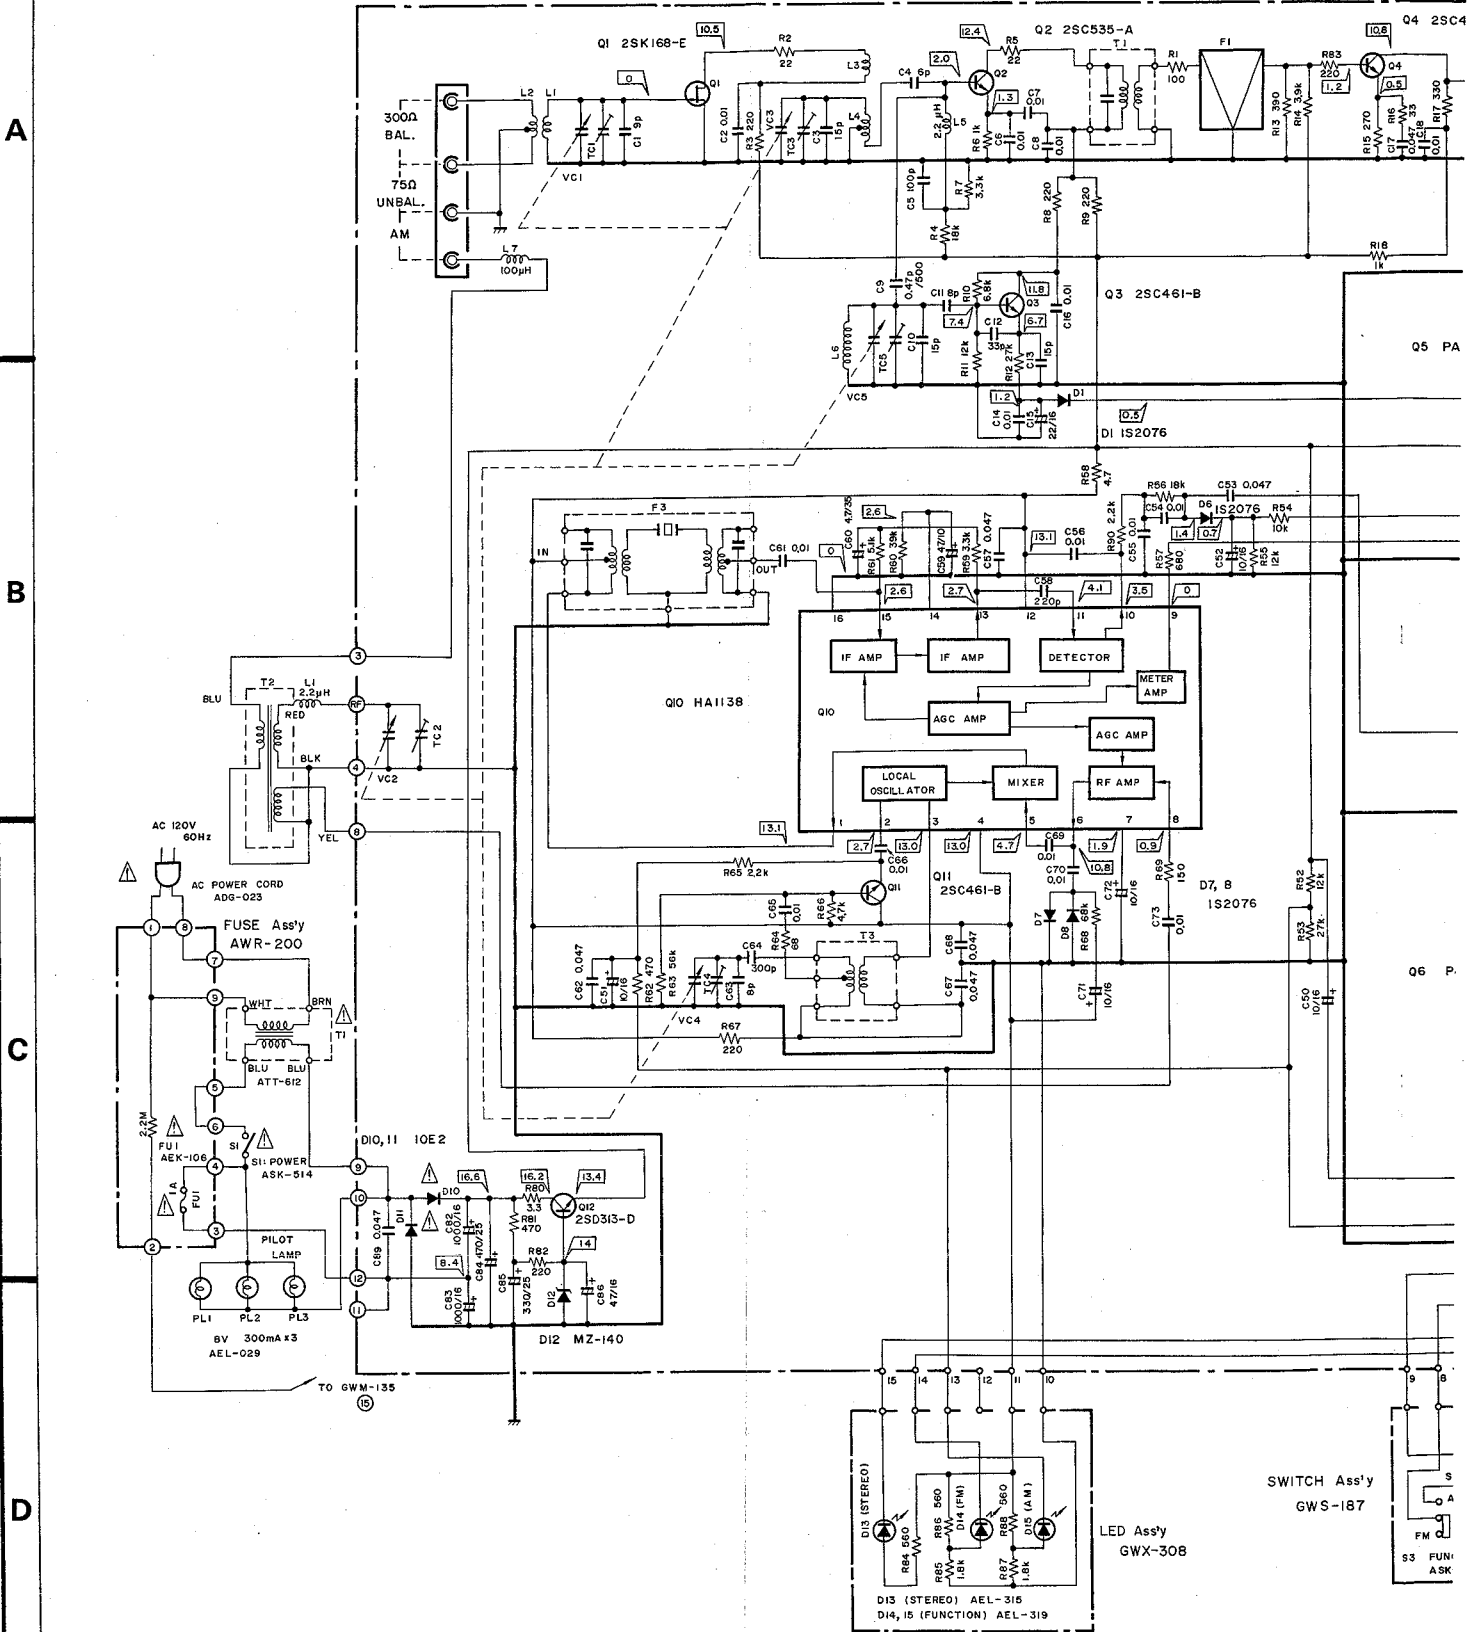 A
B
C
D
300Ω
BAL.
75Ω
UNBAL.
AM
L2
L1
L7
100μH
Q1 2SK168-E
0
10.5
Q1
TC1
C1 9p
VC1
R2
22
L3
C2 0.01
R3 220
VC3
TC3
C3
15p
L4
C4 6p
2.0
12.4
R5
22
Q2 2SC535-A
Q2
1.3
C7
0.01
2.2 μH
L5
R6 1k
C6
0.01
C8
0.01
T1
R1
100
F1
R13 390
R14 3.9k
R83
220
1.2
Q4 2SC4
10.8
Q4
0.5
R15 270
R16 33
C17 0.047
C18
0.01
R17 330
R18
1k
C5 100p
R7
3.3k
R4
18k
R8 220
R9 220
C9
0.47p
/500
C11 8p
R10
6.8k
7.4
11.8
Q3
6.7
C16 0.01
Q3 2SC461-B
L6
TC5
C10
15p
VC5
R11 12k
C12
33p
R12 27k
C13
15p
1.2
C14
0.01
C15
22/16
D1
0.5
D1 1S2076
Q5 PA
R58
4.7
F3
IN
OUT
C61 0.01
C60 4.7/35
0
2.6
R61 5.1k
R60 39k
C59 47/10
R59 3.3k
C57 0.047
13.1
C56
0.01
R90 2.2k
C55 0.01
R56 18k
C54 0.01
C53 0.047
D6
1S2076
1.4
0.7
R57
680
C52
10/16
R55
12k
R54
10k
2.6
2.7
C58
220p
4.1
3.5
0
16
15
14
13
12
11
10
9
IF AMP
IF AMP
DETECTOR
METER
AMP
Q10 HA1138
Q10
AGC AMP
AGC AMP
LOCAL
OSCILLATOR
MIXER
RF AMP
1
2
3
4
5
6
7
8
13.1
2.7
13.0
13.0
4.7
10.8
1.9
0.9
3
RF
4
8
T2
L1
2.2μH
BLU
RED
BLK
YEL
VC2
TC2
AC 120V
60Hz
AC POWER CORD
ADG-023
FUSE Ass'y
AWR-200
1
8
7
9
WHT
BRN
T1
BLU
BLU
ATT-612
5
6
2.2M
FU1
AEK-106
S1
S1: POWER
ASK-514
4
1A
FU1
3
2
PILOT
LAMP
PL1
PL2
PL3
8V 300mA×3
AEL-029
TO GWM-135
15
C66
0.01
R65 2.2k
Q11
Q11
2SC461-B
C65
0.01
R66
4.7k
R64
68
T3
C62 0.047
C51
10/16
R62 470
R63 56k
TC4
C63
8p
C64
300p
VC4
C68
0.047
C67
0.047
R67
220
C69
0.01
C70
0.01
D7
D8
R68
68k
C72
10/16
C71
10/16
R69
150
C73
0.01
D7, 8
1S2076
R52
12k
R53
27k
C50
10/16
Q6 P
D10, 11 10E2
9
10
12
11
D11
D10
C89 0.047
16.6
C82
1000/16
C84 470/25
8.4
C83
1000/16
16.2
R80
3.3
13.4
Q12
2SD313-D
R81
470
R82
220
14
C85
330/25
D12
C86
47/16
D12 MZ-140
15
14
13
12
11
10
9
8
D13 (STEREO)
R84 560
R86 560
D14 (FM)
R88 560
D15 (AM)
R85
1.8k
R87
1.8k
D13 (STEREO) AEL-315
D14, 15 (FUNCTION) AEL-319
LED Ass'y
GWX-308
SWITCH Ass'y
GWS-187
S
A
FM
S3 FUN
ASK